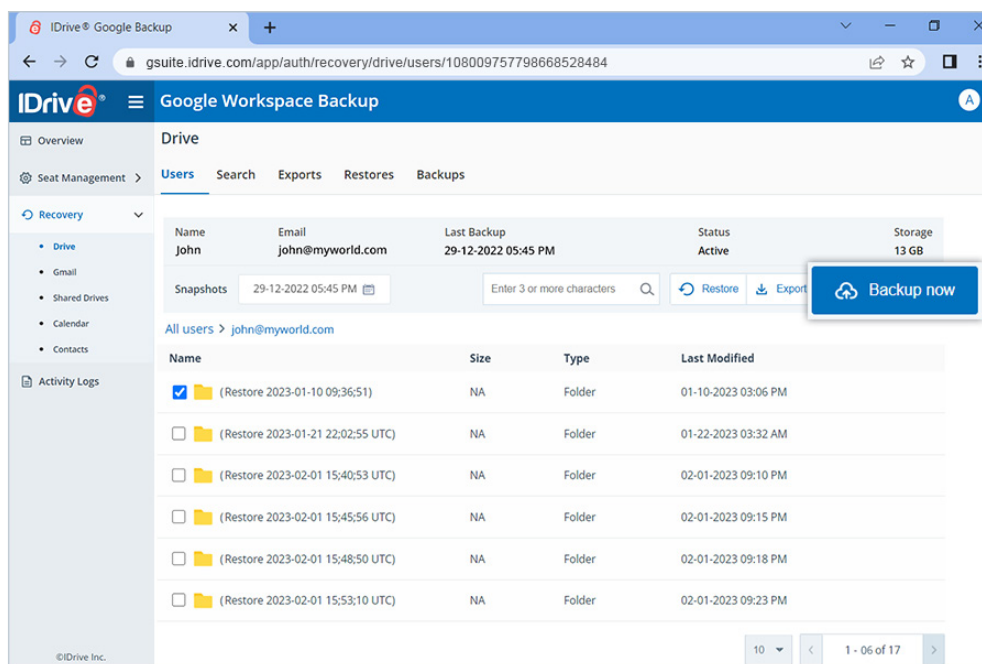 IDrive® Google Backup
gsuite.idrive.com/app/auth/recovery/drive/users/108009757798668528484
IDrive® Google Workspace Backup A
Overview
Seat Management
Recovery
Drive
Gmail
Shared Drives
Calendar
Contacts
Activity Logs
©IDrive Inc.
Drive
Users Search Exports Restores Backups
Name Email Last Backup Status Storage
John john@myworld.com 29-12-2022 05:45 PM Active 13 GB
Snapshots 29-12-2022 05:45 PM Enter 3 or more characters Restore Export Backup now
All users > john@myworld.com
Name Size Type Last Modified
(Restore 2023-01-10 09;36;51) NA Folder 01-10-2023 03:06 PM
(Restore 2023-01-21 22;02;55 UTC) NA Folder 01-22-2023 03:32 AM
(Restore 2023-02-01 15;40;53 UTC) NA Folder 02-01-2023 09:10 PM
(Restore 2023-02-01 15;45;56 UTC) NA Folder 02-01-2023 09:15 PM
(Restore 2023-02-01 15;48;50 UTC) NA Folder 02-01-2023 09:18 PM
(Restore 2023-02-01 15;53;10 UTC) NA Folder 02-01-2023 09:23 PM
10 1 - 06 of 17